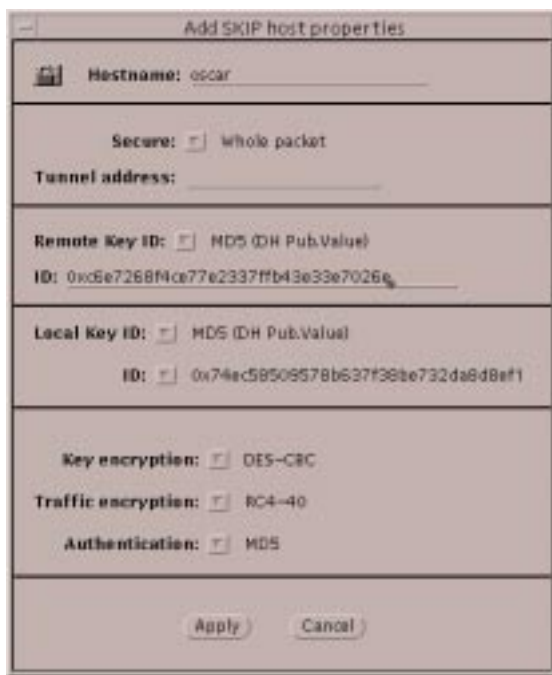 Add SKIP host properties
Hostname: oscar
Secure: Whole packet
Tunnel address:
Remote Key ID: MD5 (DH Pub.Value)
ID: 0xc6e7268f4ce77e2337ffb43e33e7026e
Local Key ID: MD5 (DH Pub.Value)
ID: 0x74ec58509578b637f38be732da8d8ef1
Key encryption: DES-CBC
Traffic encryption: RC4-40
Authentication: MD5
Apply Cancel